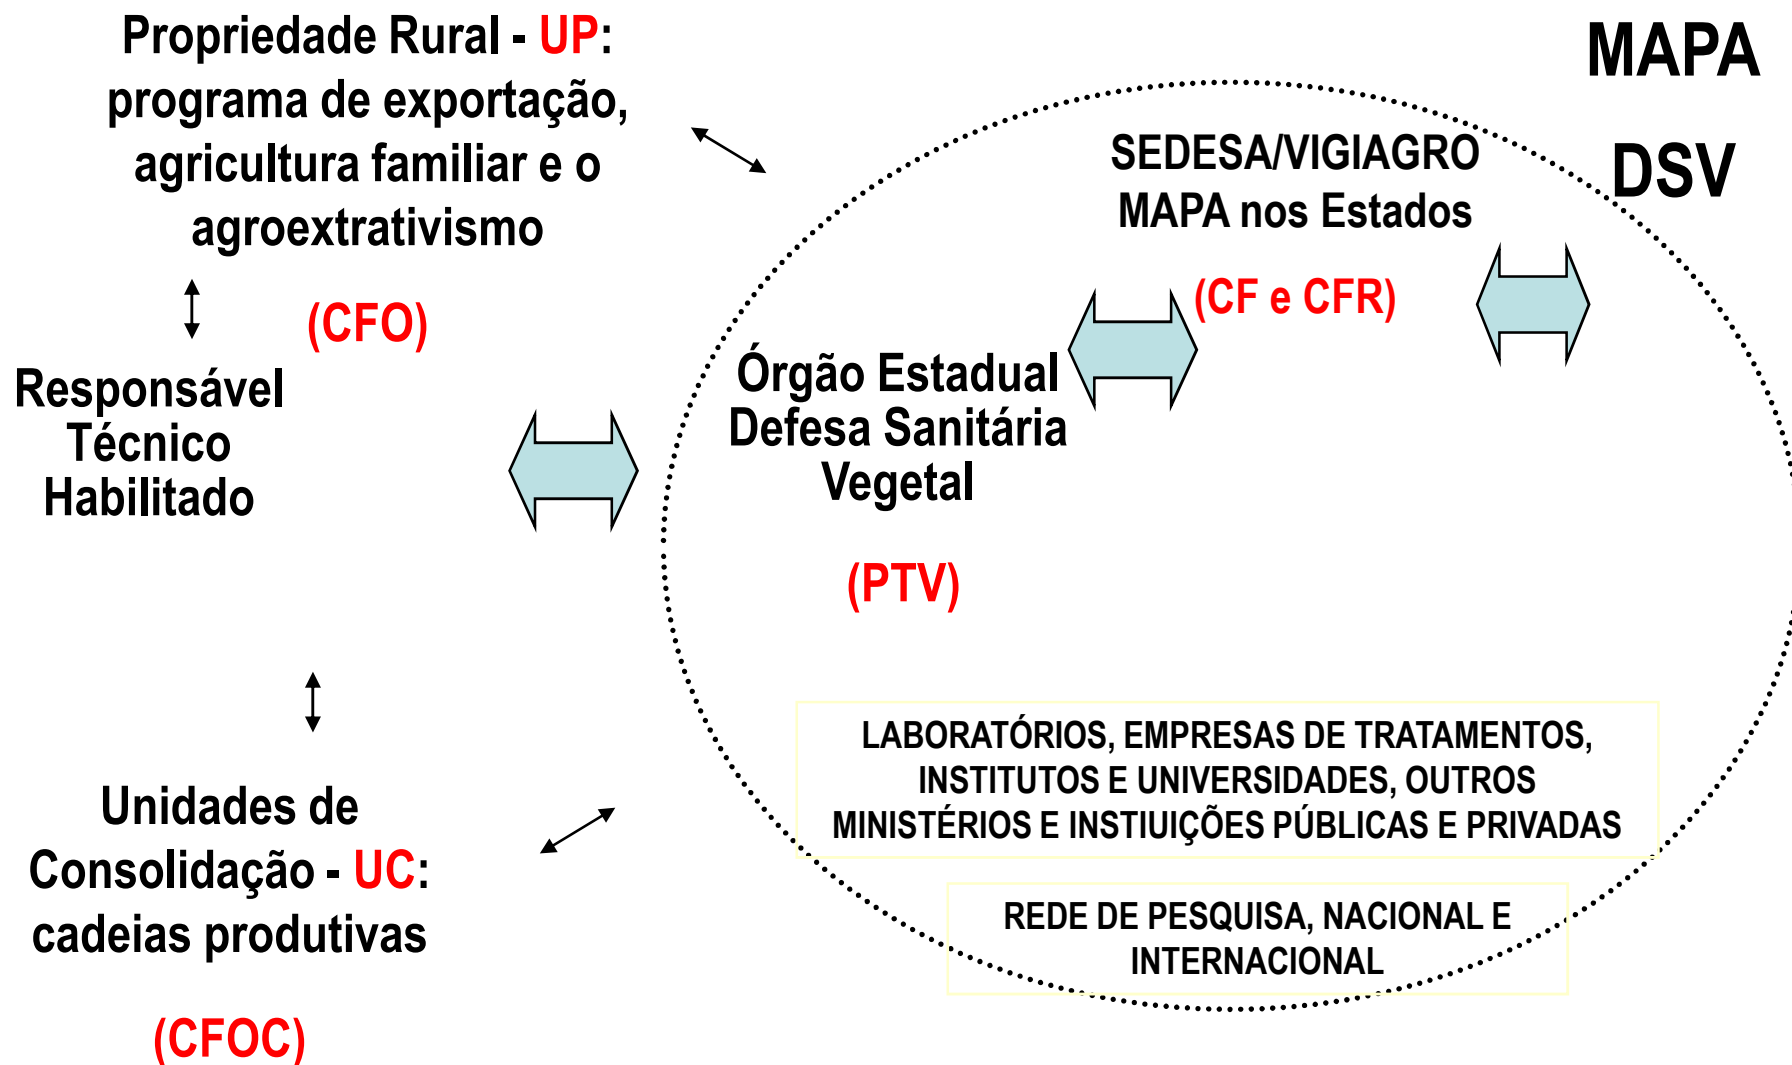 Propriedade Rural - UP:
programa de exportação,
agricultura familiar e o
agroextrativismo
(CFO)
Responsável
Técnico
Habilitado
Unidades de
Consolidação - UC:
cadeias produtivas
(CFOC)
MAPA
DSV
SEDESA/VIGIAGRO
MAPA nos Estados
(CF e CFR)
Órgão Estadual
Defesa Sanitária
Vegetal
(PTV)
LABORATÓRIOS, EMPRESAS DE TRATAMENTOS,
INSTITUTOS E UNIVERSIDADES, OUTROS
MINISTÉRIOS E INSTIUIÇÕES PÚBLICAS E PRIVADAS
REDE DE PESQUISA, NACIONAL E
INTERNACIONAL